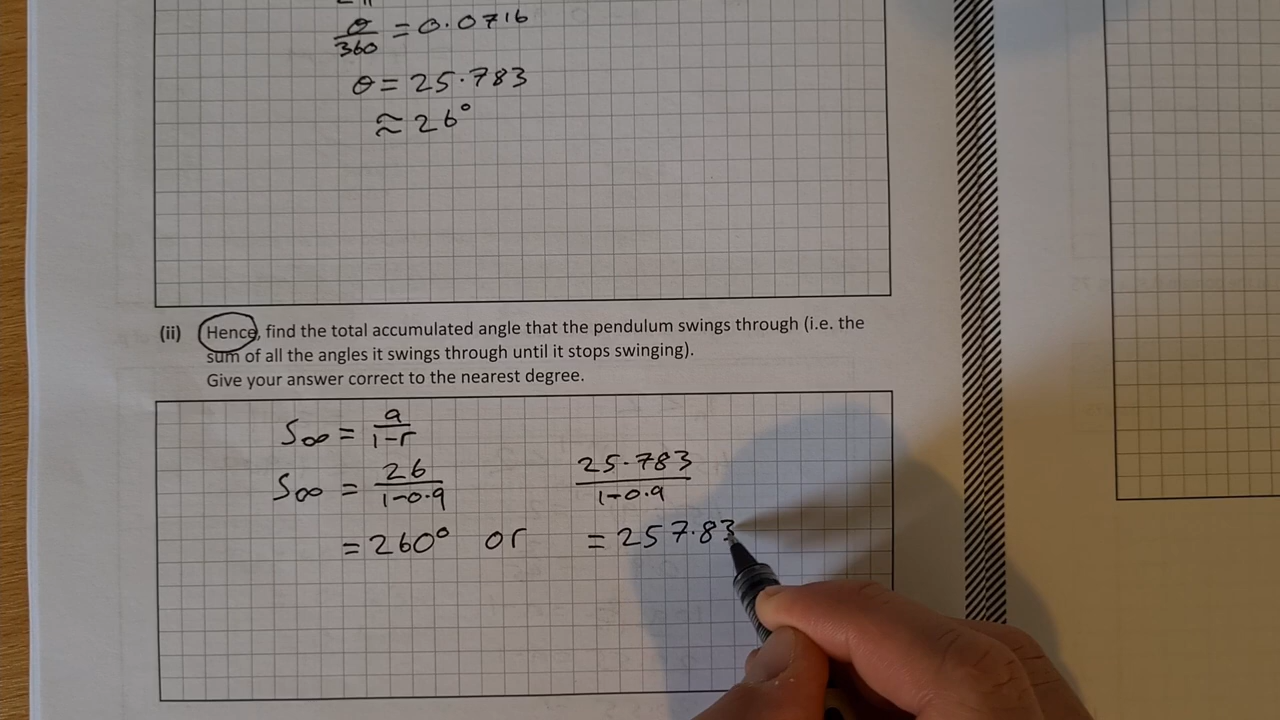 θ/360 = 0.0716
θ = 25.783
≈ 26°
(ii) Hence, find the total accumulated angle that the pendulum swings through (i.e. the
sum of all the angles it swings through until it stops swinging).
Give your answer correct to the nearest degree.
S∞ = a/1-r
S∞ = 26/1-0.9 25.783/1-0.9
= 260° or = 257.83